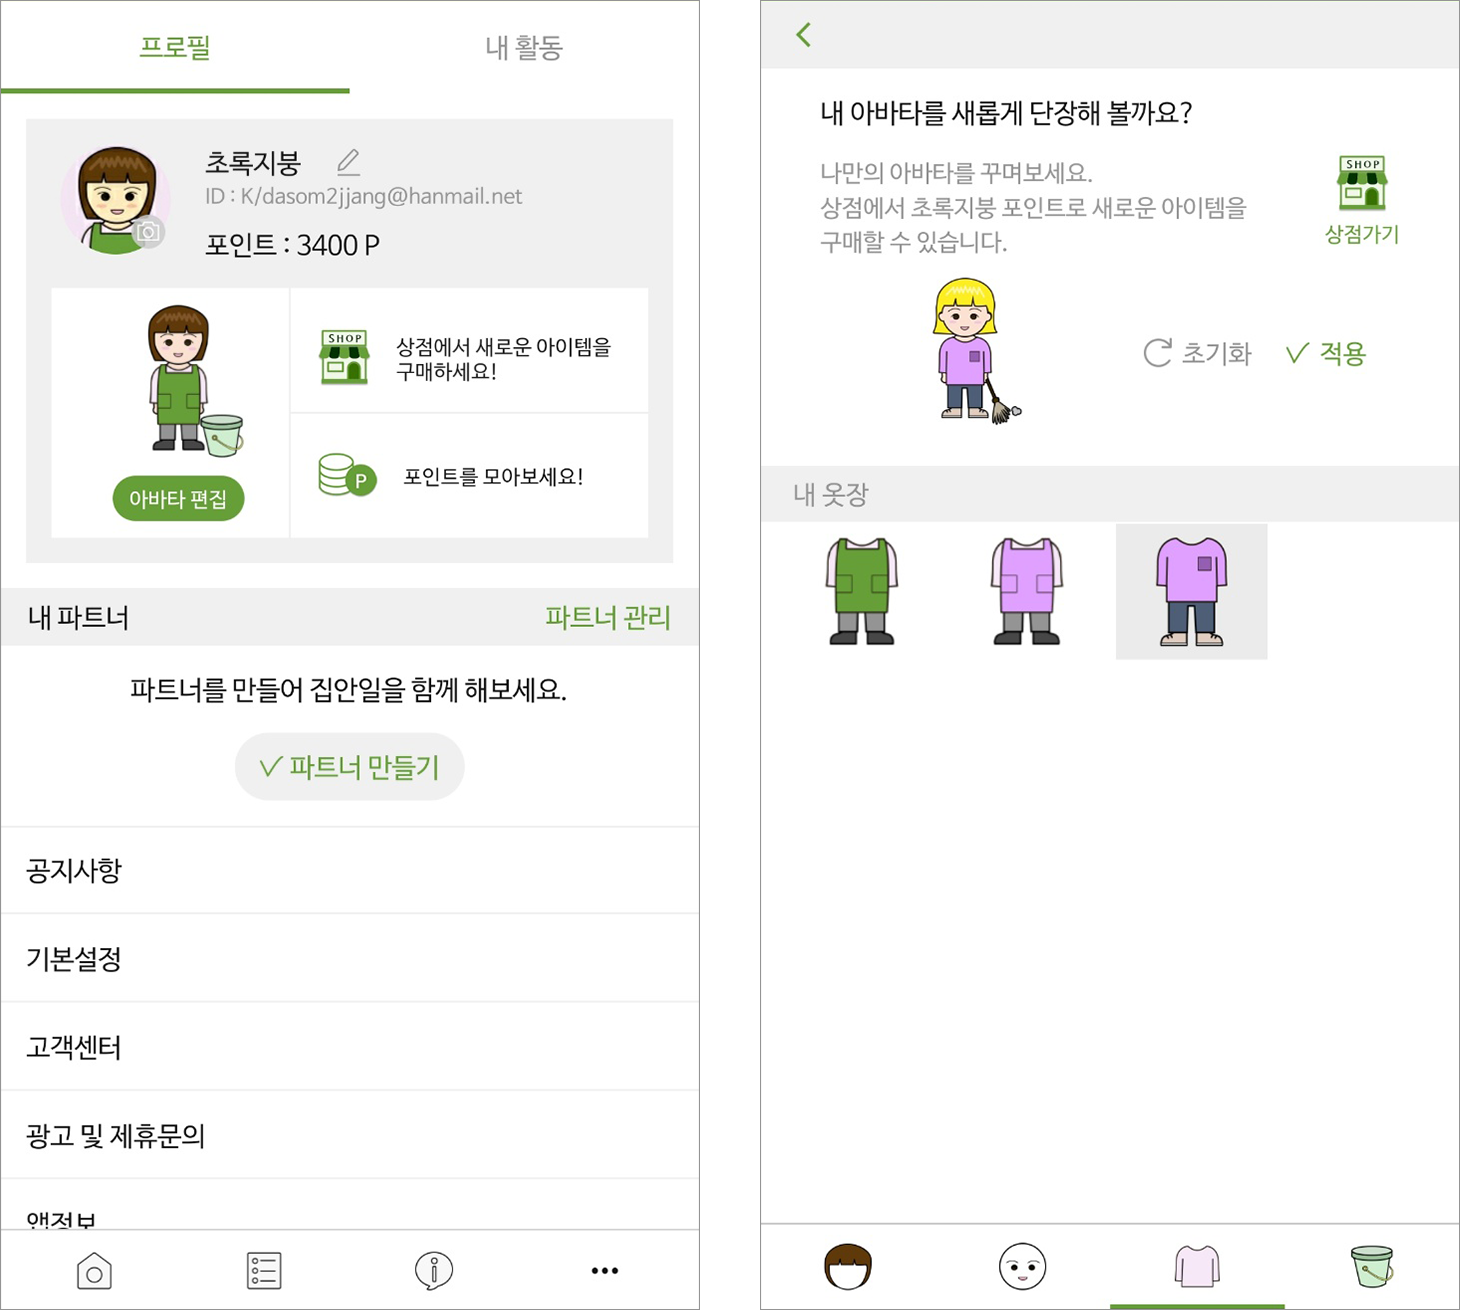 프로필
내 활동
초록지붕
ID : K/dasom2jjang@hanmail.net
포인트 : 3400 P
SHOP
상점에서 새로운 아이템을
구매하세요!
P
포인트를 모아보세요!
아바타 편집
내 파트너
파트너 관리
파트너를 만들어 집안일을 함께 해보세요.
파트너 만들기
공지사항
기본설정
고객센터
광고 및 제휴문의
앱정보
내 아바타를 새롭게 단장해 볼까요?
나만의 아바타를 꾸며보세요.
상점에서 초록지붕 포인트로 새로운 아이템을
구매할 수 있습니다.
SHOP
상점가기
초기화
적용
내 옷장